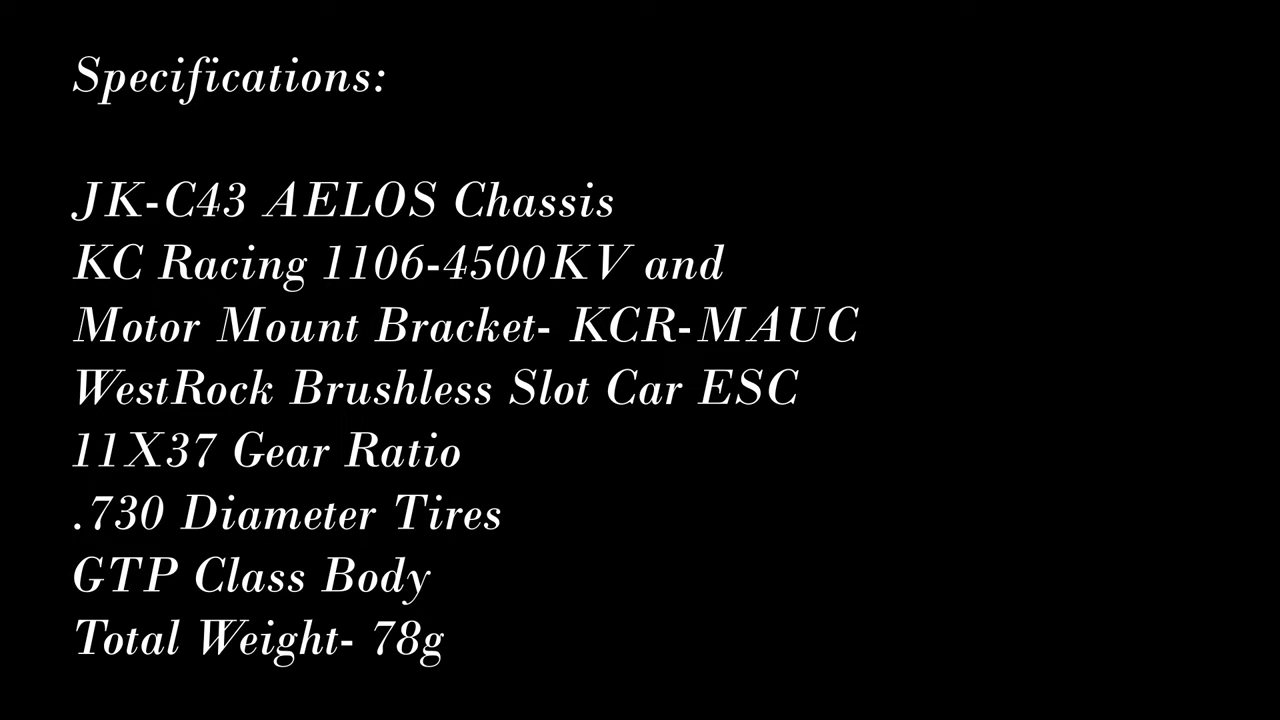 Specifications:
JK-C43 AELOS Chassis
KC Racing 1106-4500KV and
Motor Mount Bracket- KCR-MAUC
WestRock Brushless Slot Car ESC
11X37 Gear Ratio
.730 Diameter Tires
GTP Class Body
Total Weight- 78g